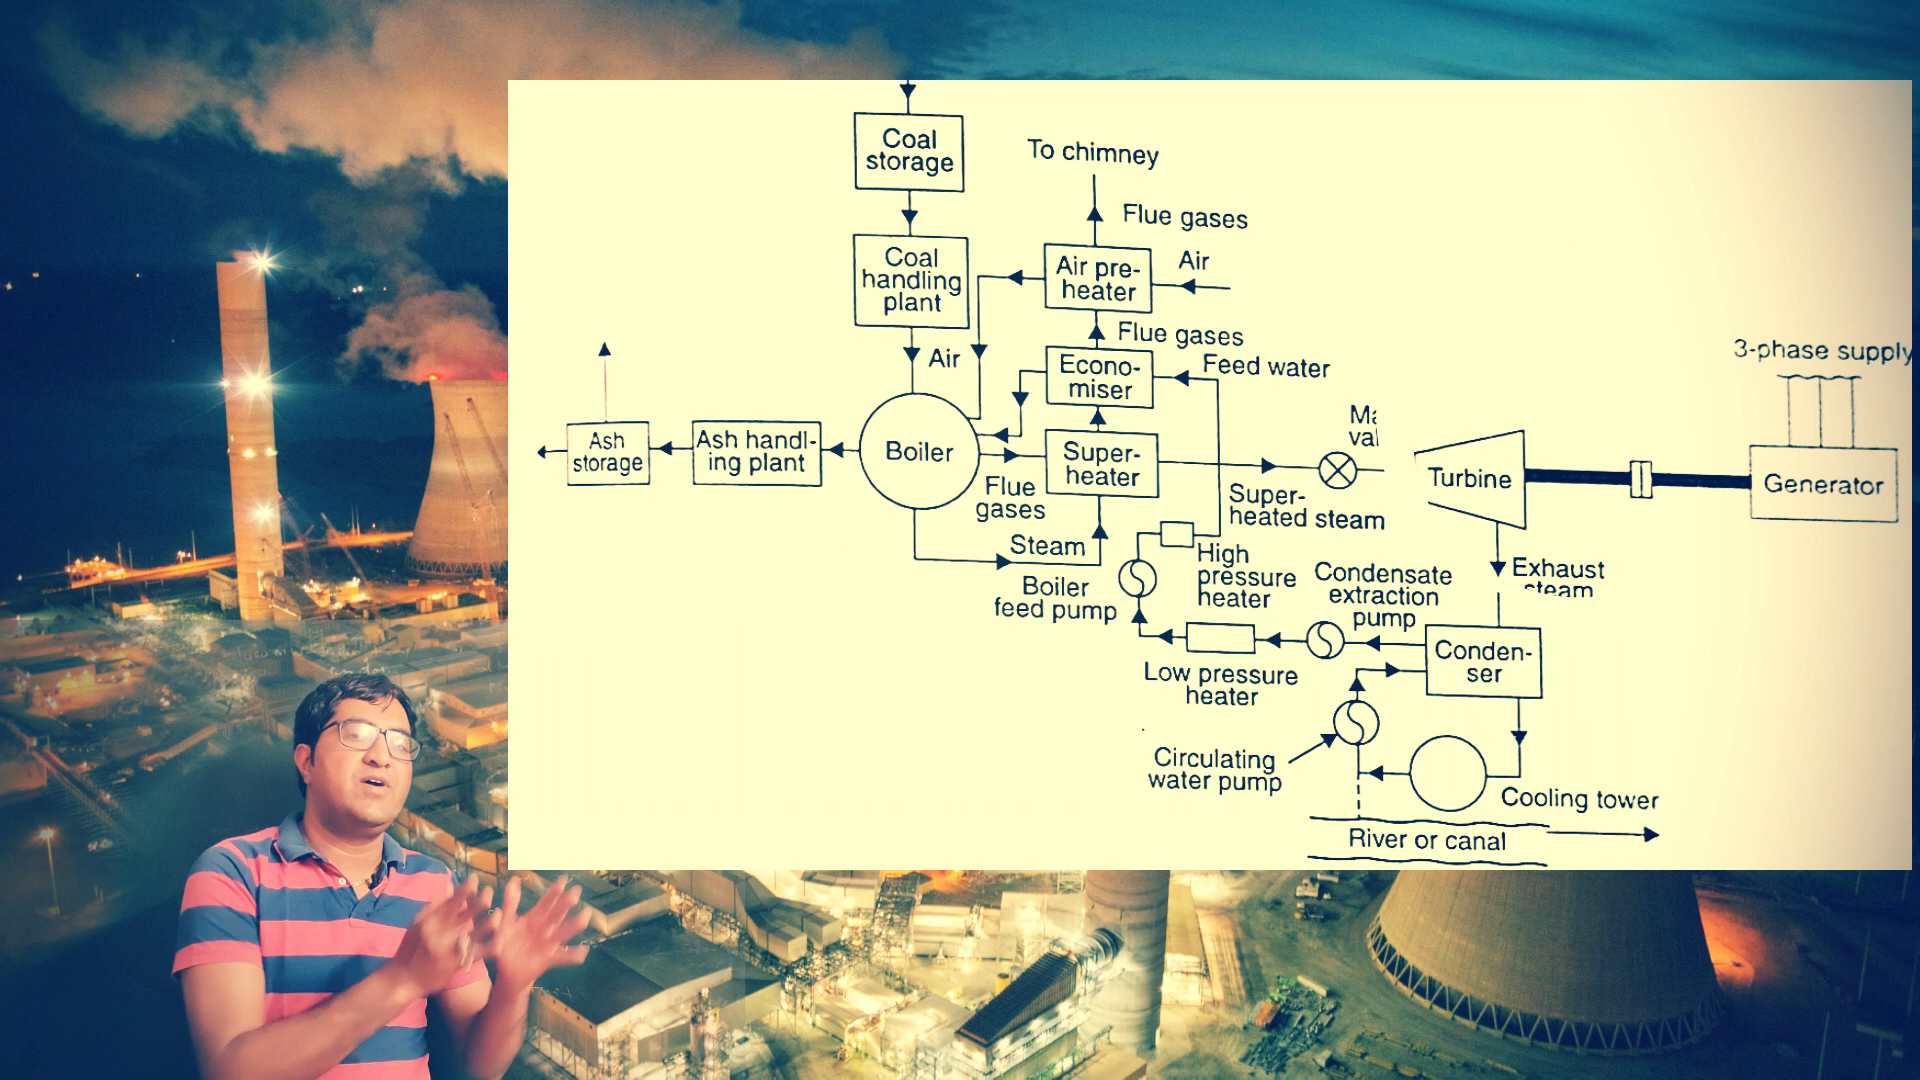 Coal
storage
To chimney
Flue gases
Coal
handling
plant
Air pre-
heater
Air
Flue gases
Air
Econo-
miser
Feed water
3-phase supply
Ash
storage
Ash handl-
ing plant
Boiler
Super-
heater
Turbine
Generator
Flue
gases
Super-
heated steam
Steam
High
pressure
heater
Boiler
feed pump
Condensate
extraction
pump
Exhaust
steam
Conden-
ser
Low pressure
heater
Circulating
water pump
Cooling tower
River or canal